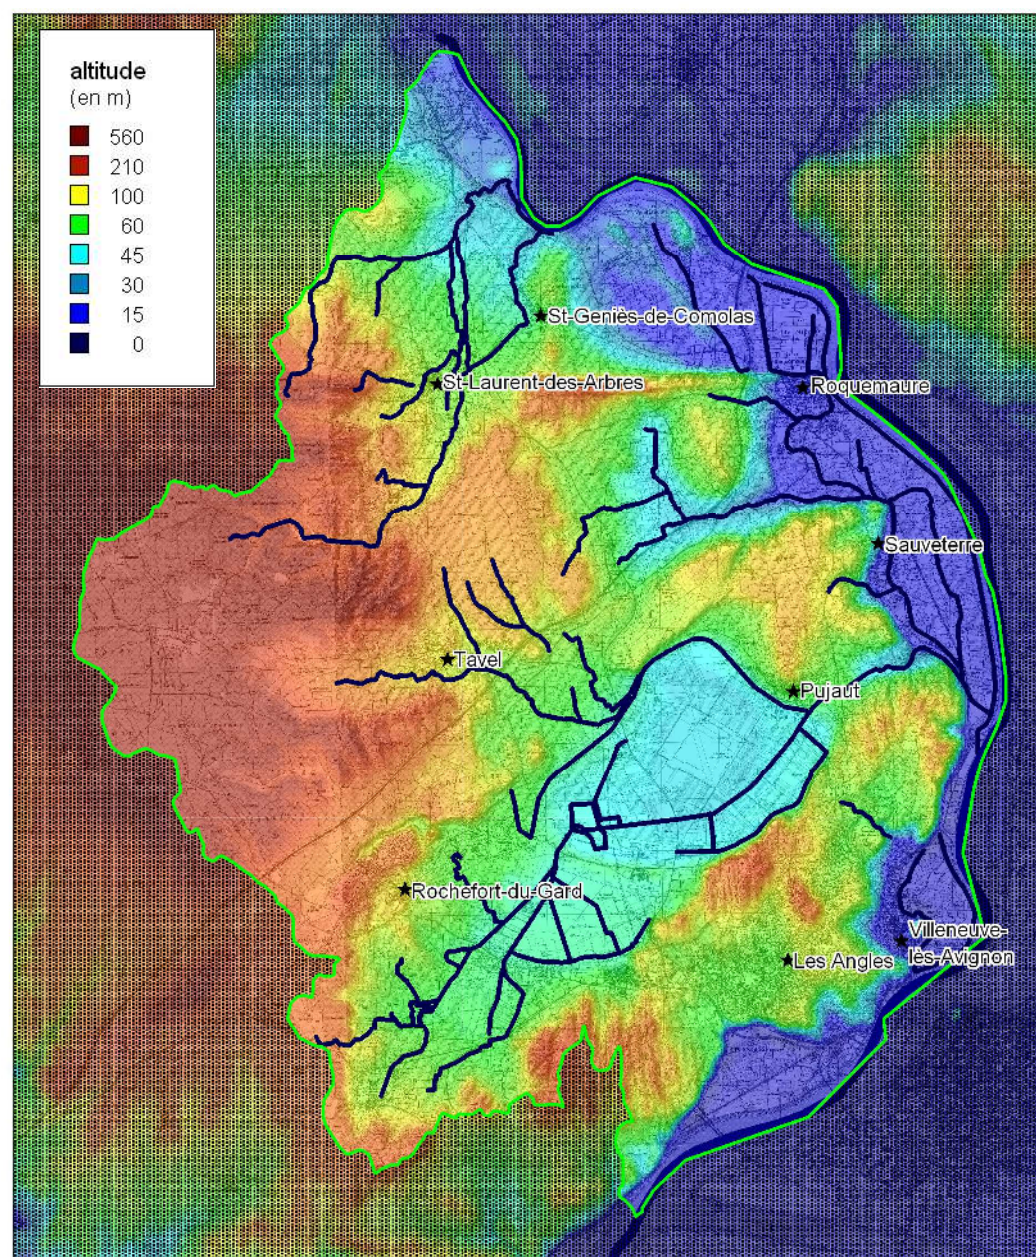 altitude
(en m)
560
210
100
60
45
30
15
0
St-Geniès-de-Comolas
St-Laurent-des-Arbres
Roquemaure
Sauveterre
Tavel
Pujaut
Rochefort-du-Gard
Villeneuve-
lès-Avignon
Les Angles